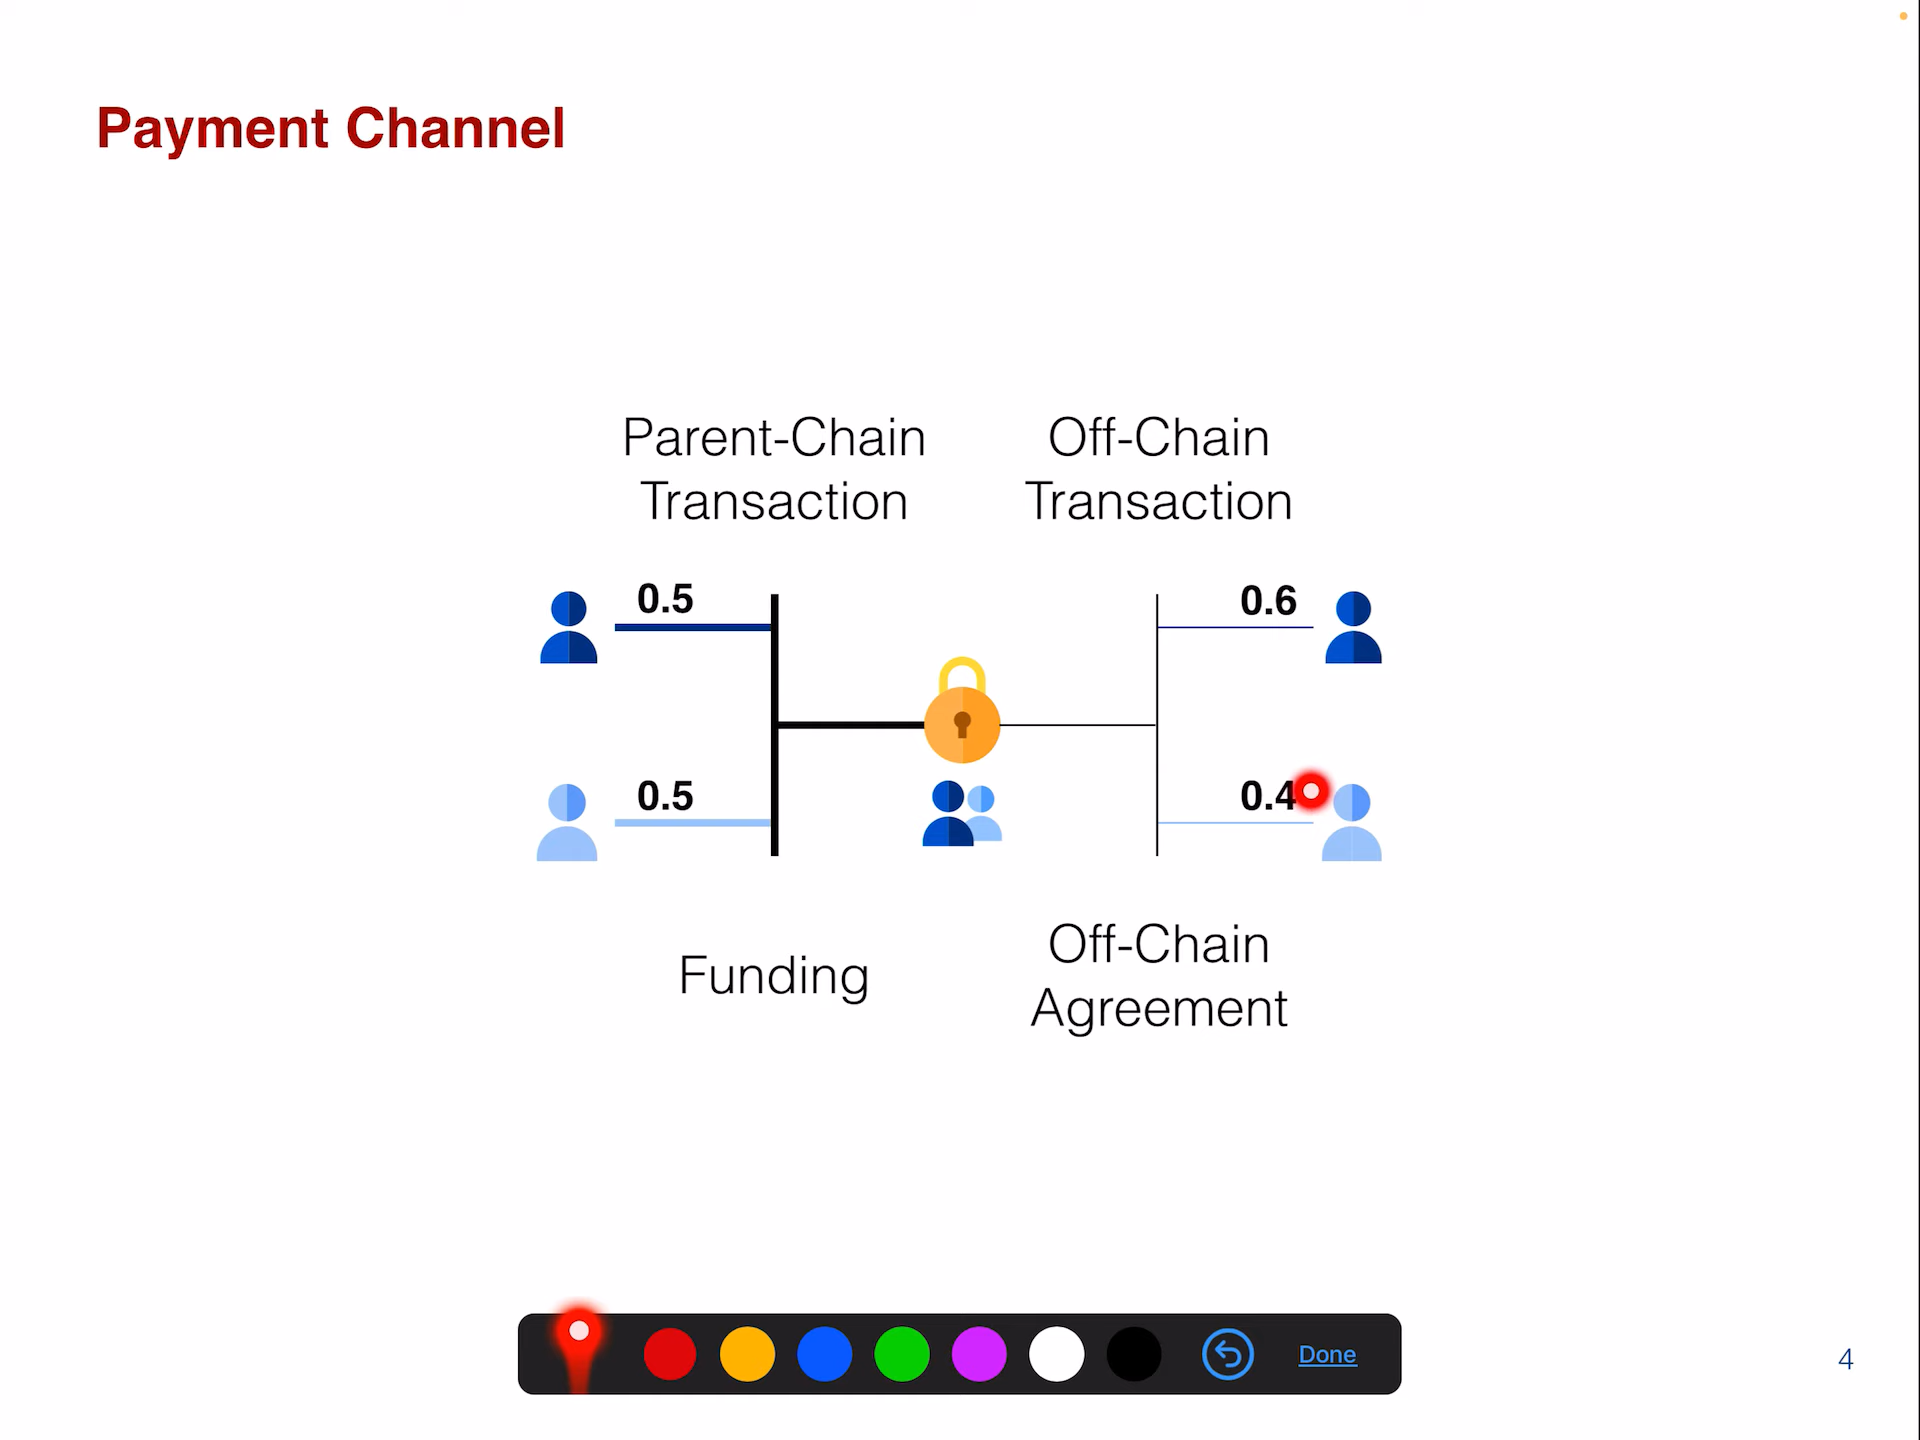 Payment Channel
Parent-Chain
Transaction
Off-Chain
Transaction
0.5
0.6
0.5
0.4
Funding
Off-Chain
Agreement
Done
4